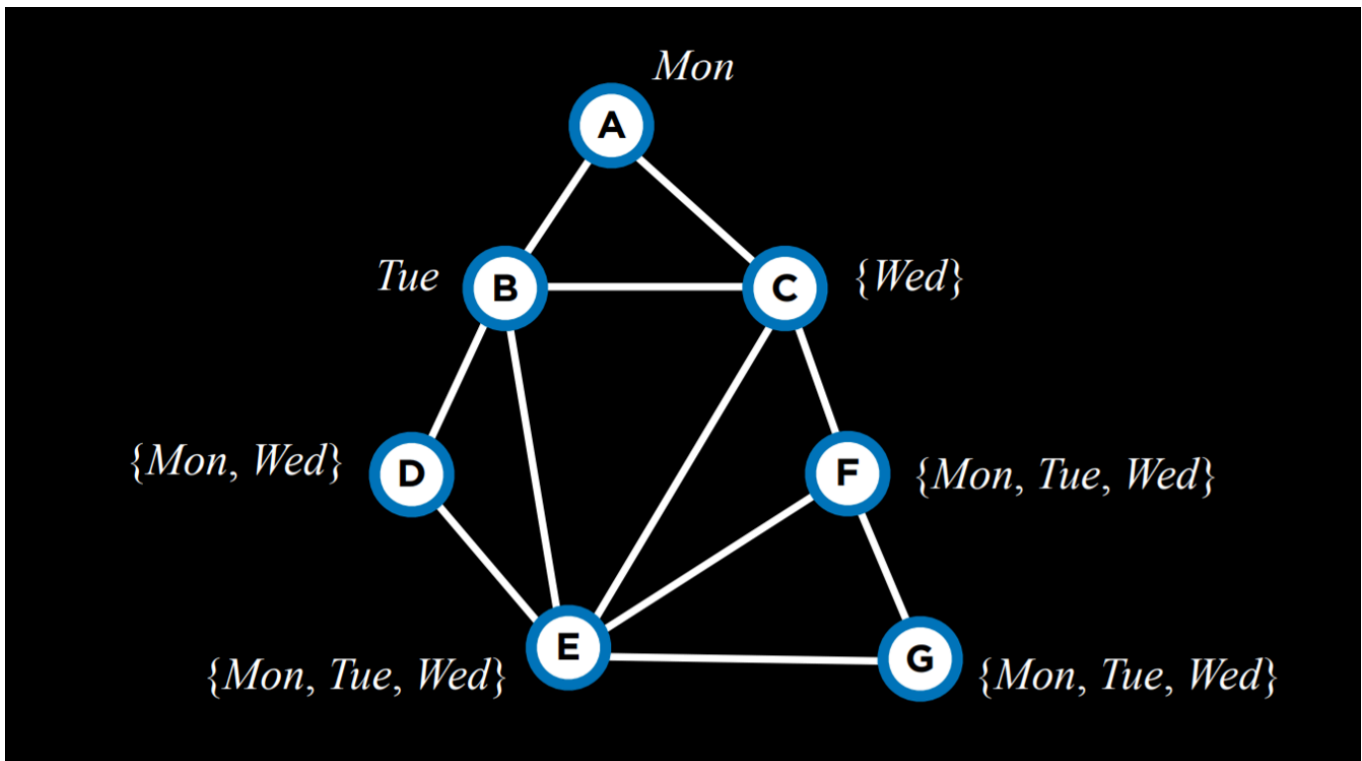 Mon
A
Tue
B
C
{Wed}
{Mon, Wed}
D
F
{Mon, Tue, Wed}
{Mon, Tue, Wed}
E
G
{Mon, Tue, Wed}